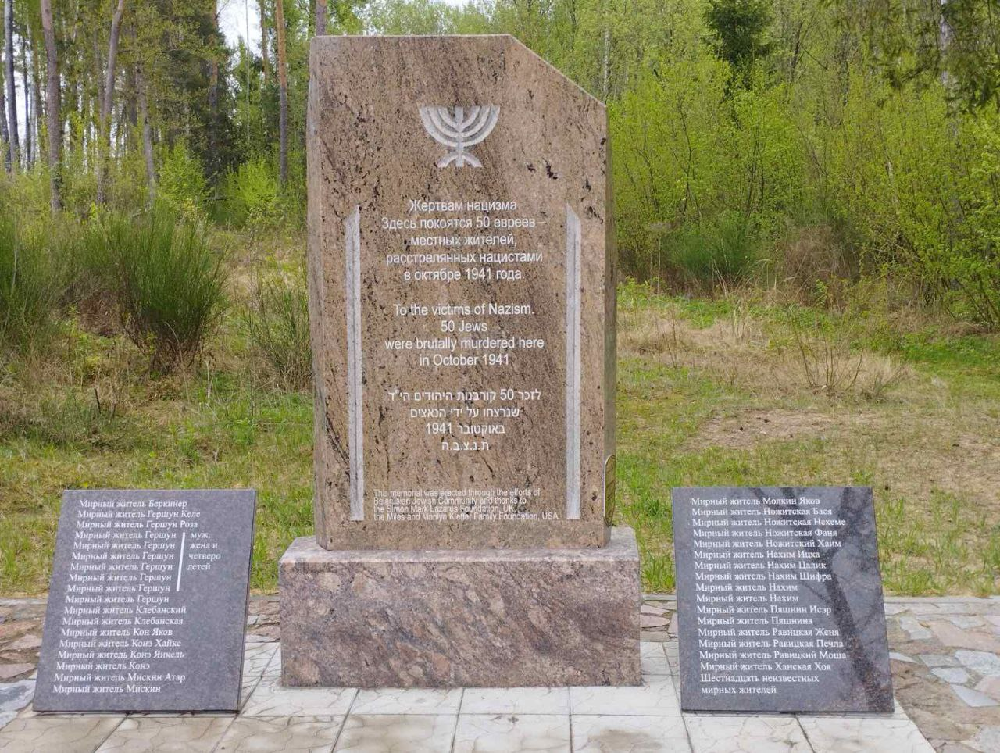 Жертвам нацизма
Здесь покоятся 50 евреев –
местных жителей,
расстрелянных нацистами
в октябре 1941 года.
To the victims of Nazism.
50 Jews
were brutally murdered here
in October 1941
לזכר 50 קורבנות היהודים הי"ד
שנרצחו על ידי הנאצים
באוקטובר 1941
ת.נ.צ.ב.ה
This memorial was erected through the efforts of
Belarusian Jewish Community and thanks to
the Simon Mark Lazarus Foundation, UK,
the Miles and Marilyn Kletter Family Foundation, USA.
Мирный житель Беркинер
Мирный житель Гершун Келе
Мирный житель Гершун Роза
Мирный житель Гершун муж,
Мирный житель Гершун жена и
Мирный житель Гершун четверо
Мирный житель Гершун детей
Мирный житель Гершун
Мирный житель Гершун
Мирный житель Гершун
Мирный житель Клебанский
Мирный житель Клебанская
Мирный житель Кон Яков
Мирный житель Конэ Хайкс
Мирный житель Конэ Янкель
Мирный житель Конэ
Мирный житель Мискин Атар
Мирный житель Мискин
Мирный житель Молкин Яков
Мирный житель Ножитская Бася
Мирный житель Ножитская Нехеме
Мирный житель Ножитская Фаня
Мирный житель Ножитский Хаим
Мирный житель Нахим Ицка
Мирный житель Нахим Цалик
Мирный житель Нахим Шифра
Мирный житель Нахим
Мирный житель Нахим
Мирный житель Пяшнин Исэр
Мирный житель Пяшнина
Мирный житель Равицкая Женя
Мирный житель Равицкая Печла
Мирный житель Равицкий Моша
Мирный житель Ханская Хоя
Шестнадцать неизвестных
мирных жителей